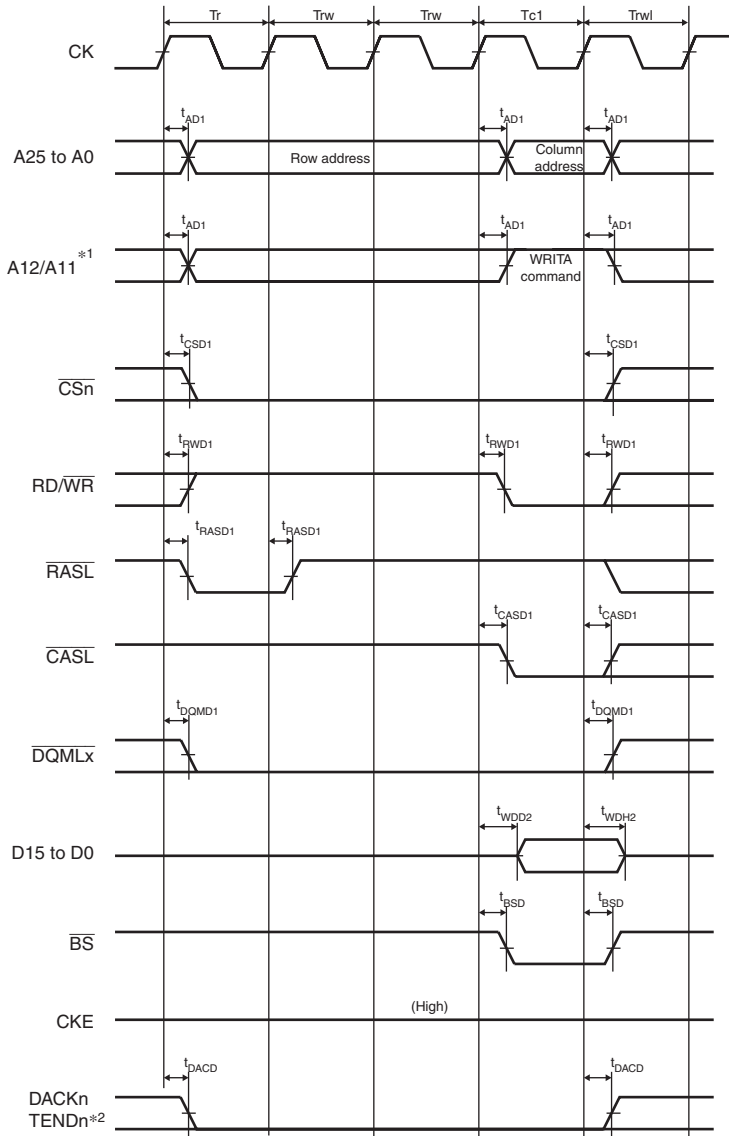 Tr Trw Trw Tc1 Trwl
CK
tAD1 tAD1 tAD1
A25 to A0 Row address Column address
tAD1 tAD1 tAD1
A12/A11*1 WRITA command
tCSD1 tCSD1
CSn
tRWD1 tRWD1 tRWD1
RD/WR
tRASD1 tRASD1
RASL
tCASD1 tCASD1
CASL
tDQMD1 tDQMD1
DQMLx
tWDD2 tWDH2
D15 to D0
tBSD tBSD
BS
(High)
CKE
tDACD tDACD
DACKn
TENDn*2